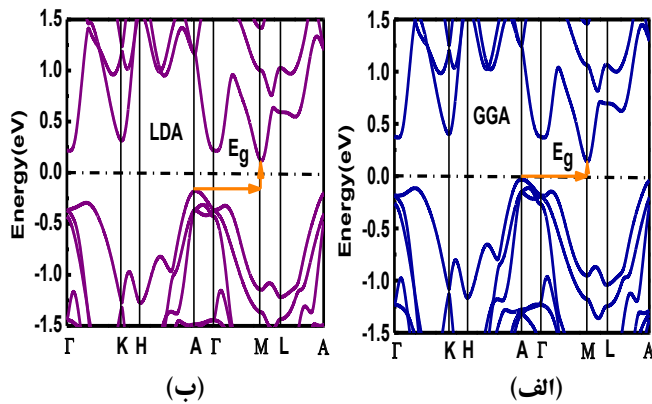 1.5
1.0
0.5
0.0
-0.5
-1.0
-1.5
Energy(eV)
LDA
Eg
Γ K H A Γ M L A
(ب)
1.5
1.0
0.5
0.0
-0.5
-1.0
-1.5
Energy(eV)
GGA
Eg
Γ K H A Γ M L A
(الف)